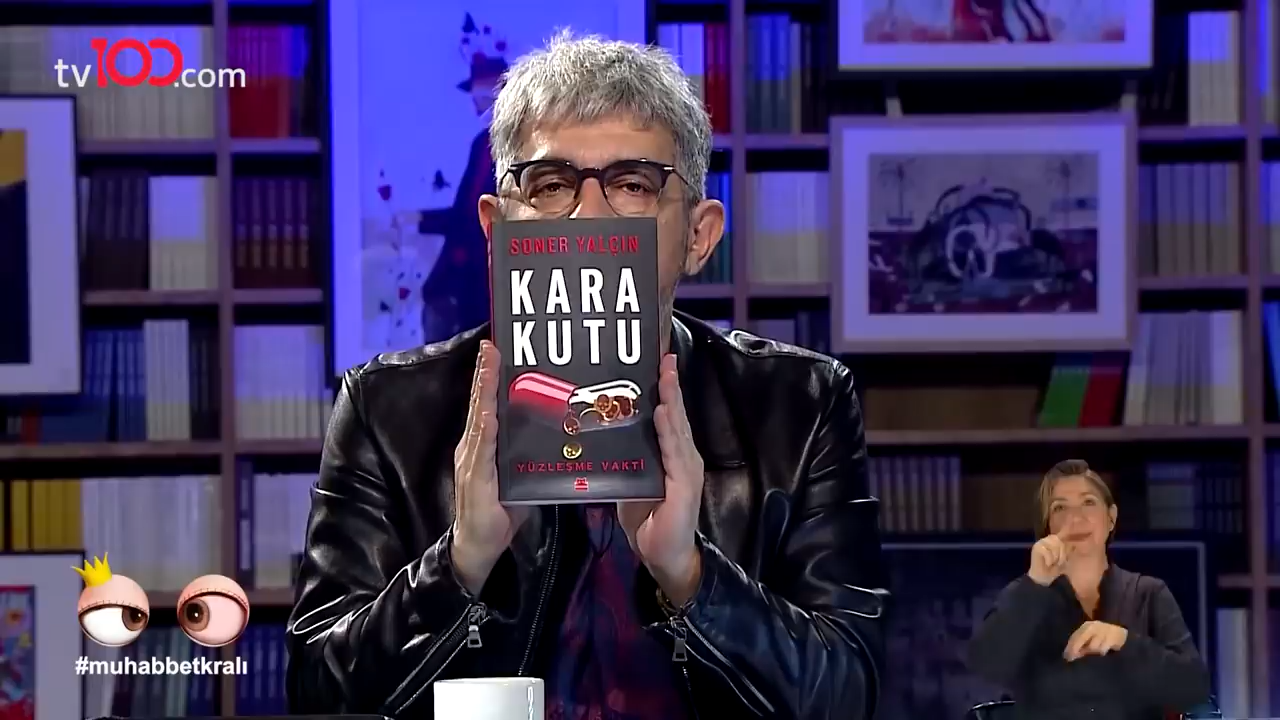 tv100.com
SONER YALÇIN
KARA
KUTU
YÜZLEŞME VAKTİ
#muhabbetkralı